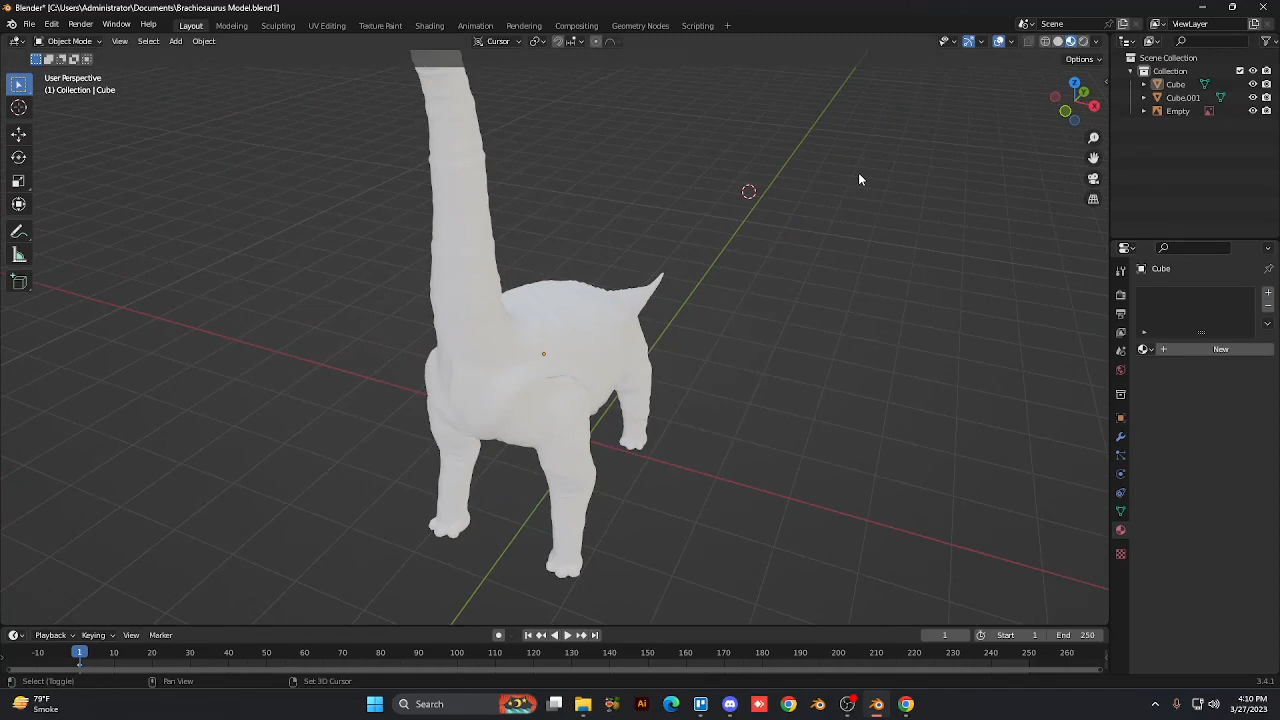 Blender* [C:\Users\Administrator\Documents\Brachiosaurus Model.blend1]
File Edit Render Window Help Layout Modeling Sculpting UV Editing Texture Paint Shading Animation Rendering Compositing Geometry Nodes Scripting + Scene ViewLayer
Object Mode View Select Add Object Cursor
Options
User Perspective
(1) Collection | Cube
Z
Y
X
Scene Collection
Collection
Cube
Cube.001
Empty
Cube
New
Playback Keying View Marker 1 Start 1 End 250
-10 1 10 20 30 40 50 60 70 80 90 100 110 120 130 140 150 160 170 180 190 200 210 220 230 240 250 260
Select (Toggle) Pan View Set 3D Cursor 3.4.1
79°F
Smoke
Search
Ai
4:10 PM
3/27/2023